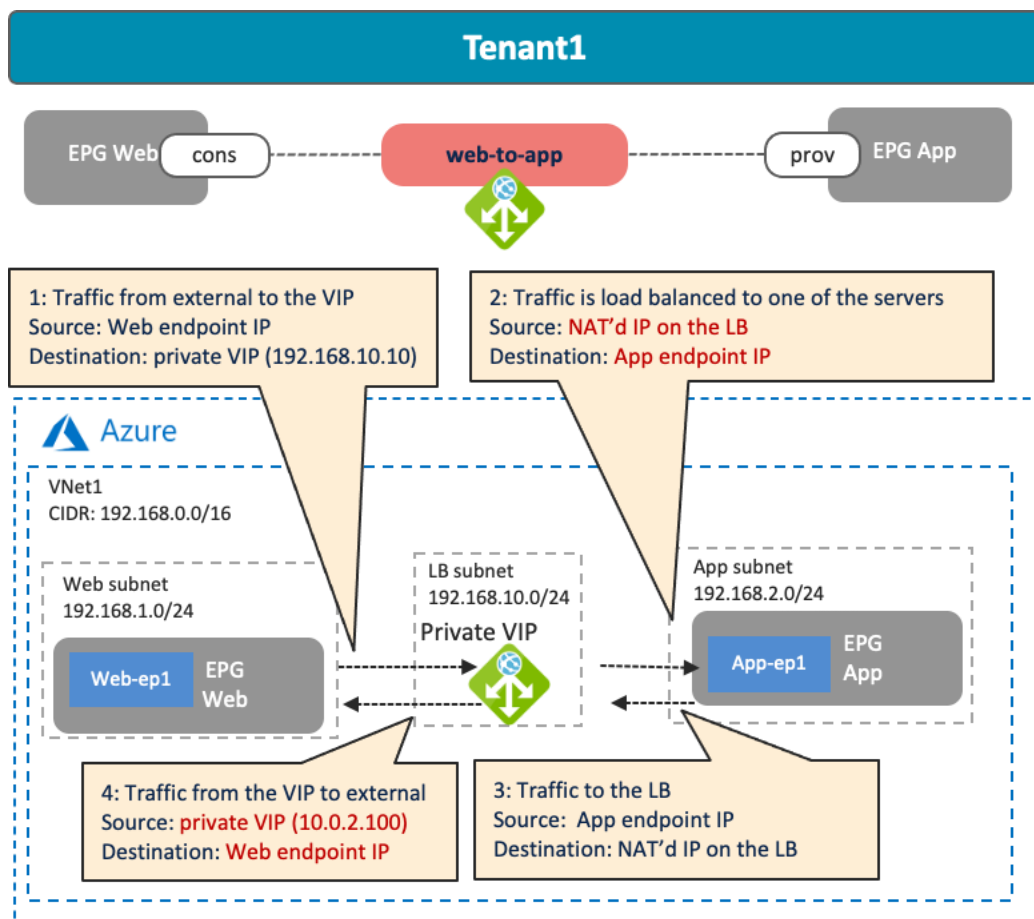 Tenant1
EPG Web
cons
web-to-app
prov
EPG App
1: Traffic from external to the VIP
Source: Web endpoint IP
Destination: private VIP (192.168.10.10)
2: Traffic is load balanced to one of the servers
Source: NAT'd IP on the LB
Destination: App endpoint IP
Azure
VNet1
CIDR: 192.168.0.0/16
Web subnet
192.168.1.0/24
LB subnet
192.168.10.0/24
App subnet
192.168.2.0/24
Private VIP
Web-ep1
EPG
Web
App-ep1
EPG
App
4: Traffic from the VIP to external
Source: private VIP (10.0.2.100)
Destination: Web endpoint IP
3: Traffic to the LB
Source: App endpoint IP
Destination: NAT'd IP on the LB